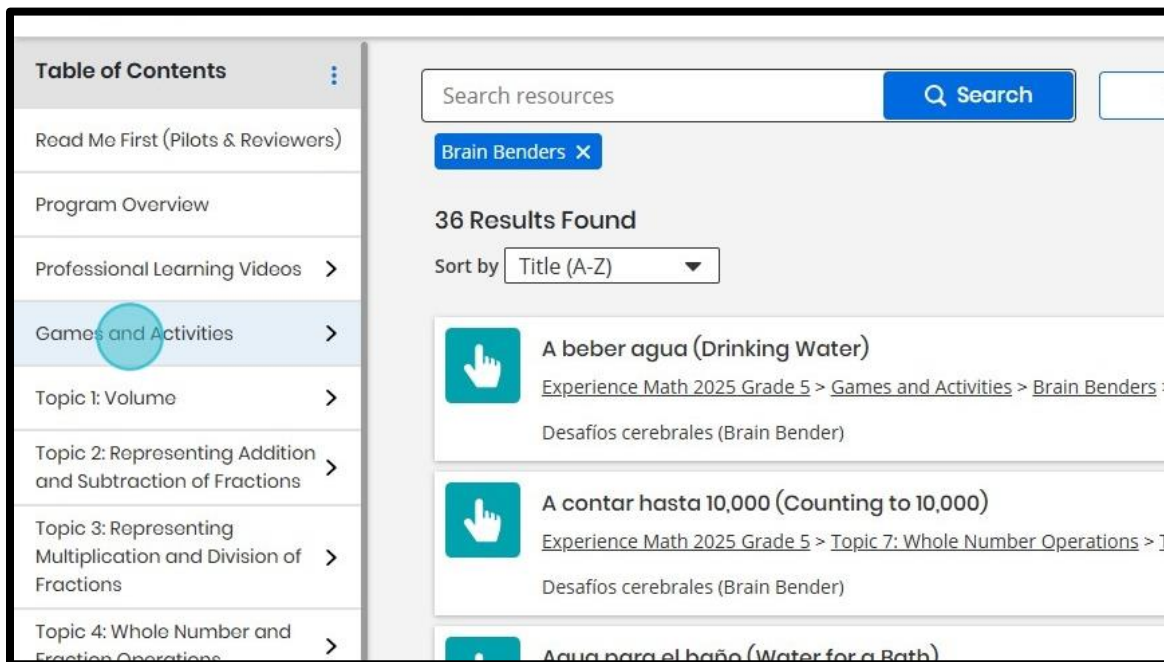 Table of Contents
Read Me First (Pilots & Reviewers)
Program Overview
Professional Learning Videos
Games and Activities
Topic 1: Volume
Topic 2: Representing Addition
and Subtraction of Fractions
Topic 3: Representing
Multiplication and Division of
Fractions
Topic 4: Whole Number and
Fraction Operations
Search resources
Search
Brain Benders
36 Results Found
Sort by Title (A-Z)
A beber agua (Drinking Water)
Experience Math 2025 Grade 5 > Games and Activities > Brain Benders >
Desafíos cerebrales (Brain Bender)
A contar hasta 10,000 (Counting to 10,000)
Experience Math 2025 Grade 5 > Topic 7: Whole Number Operations >
Desafíos cerebrales (Brain Bender)
Agua para el baño (Water for a Bath)